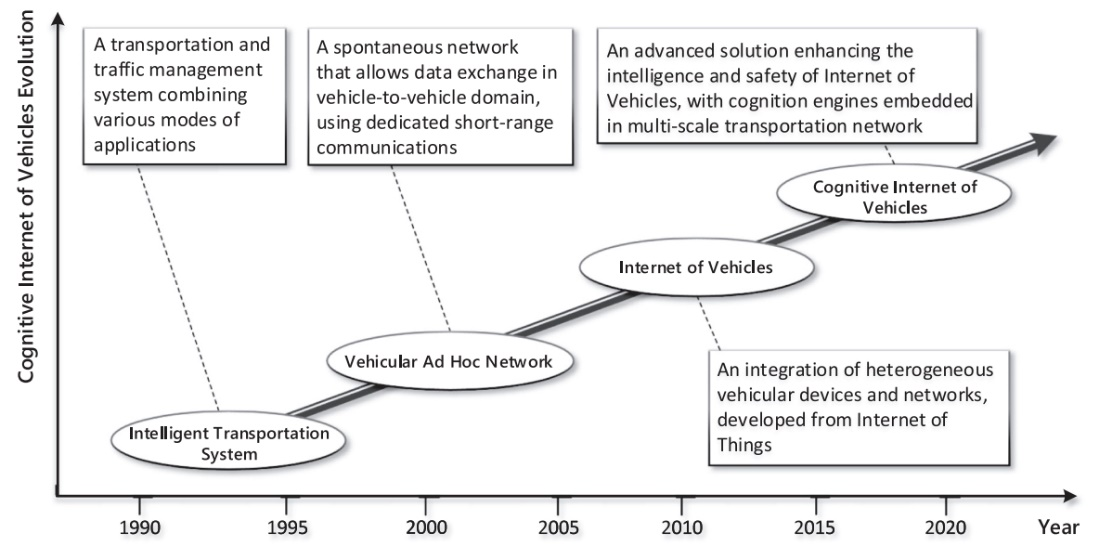 Cognitive Internet of Vehicles Evolution
A transportation and
traffic management
system combining
various modes of
applications
A spontaneous network
that allows data exchange in
vehicle-to-vehicle domain,
using dedicated short-range
communications
An advanced solution enhancing the
intelligence and safety of Internet of
Vehicles, with cognition engines embedded
in multi-scale transportation network
Cognitive Internet of
Vehicles
Internet of Vehicles
Vehicular Ad Hoc Network
An integration of heterogeneous
vehicular devices and networks,
developed from Internet of
Things
Intelligent Transportation
System
1990 1995 2000 2005 2010 2015 2020 Year